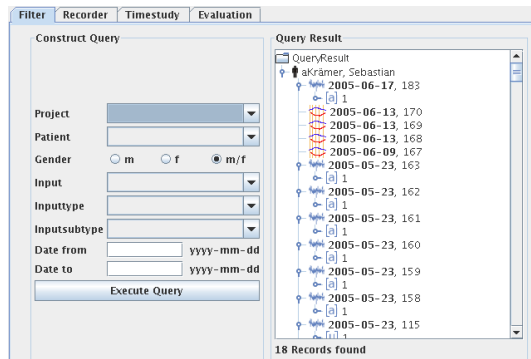 Filter Recorder Timestudy Evaluation
Construct Query
Project
Patient
Gender m f m/f
Input
Inputtype
Inputsubtype
Date from yyyy-mm-dd
Date to yyyy-mm-dd
Execute Query
Query Result
QueryResult
aKrämer, Sebastian
2005-06-17, 183
[a] 1
2005-06-13, 170
2005-06-13, 169
2005-06-13, 168
2005-06-09, 167
2005-05-23, 163
[a] 1
2005-05-23, 162
[a] 1
2005-05-23, 161
[a] 1
2005-05-23, 160
[a] 1
2005-05-23, 159
[a] 1
2005-05-23, 158
[a] 1
2005-05-23, 115
[u] 1
18 Records found